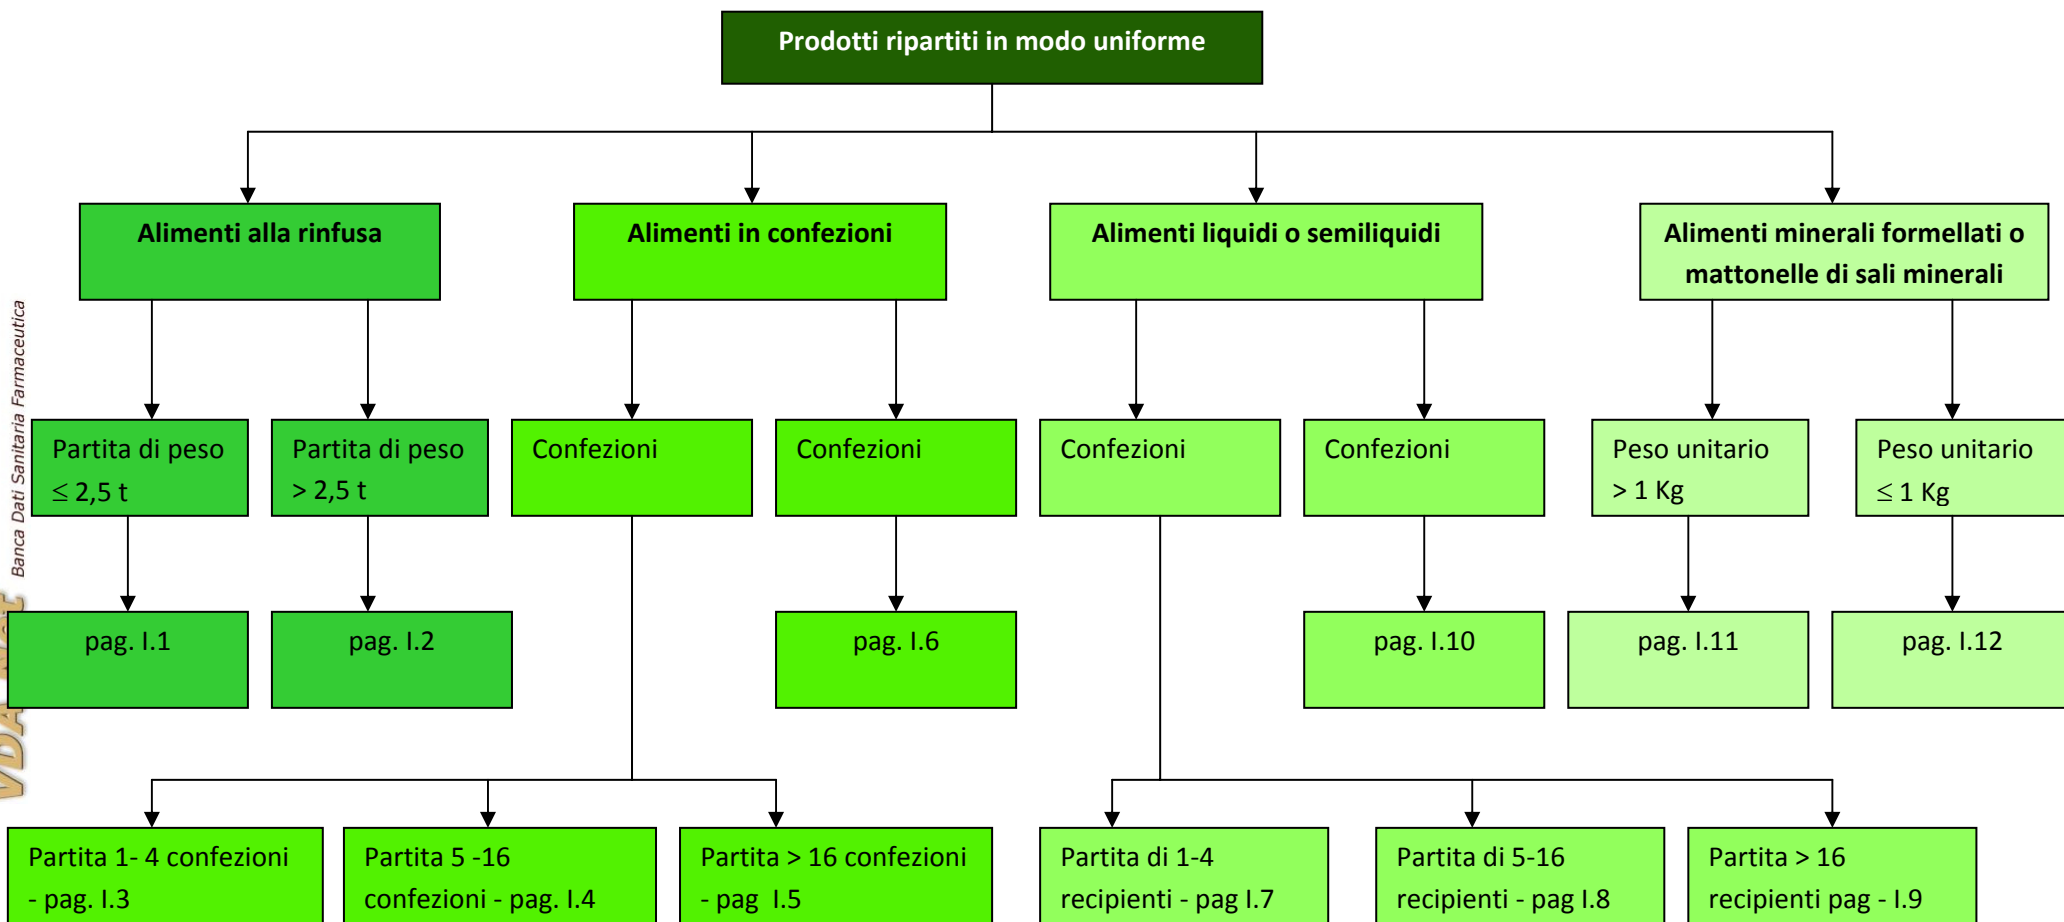 Prodotti ripartiti in modo uniforme
Alimenti alla rinfusa
Alimenti in confezioni
Alimenti liquidi o semiliquidi
Alimenti minerali formellati o
mattonelle di sali minerali
Partita di peso
≤ 2,5 t
Partita di peso
> 2,5 t
Confezioni
Confezioni
Confezioni
Confezioni
Peso unitario
> 1 Kg
Peso unitario
≤ 1 Kg
pag. I.1
pag. I.2
pag. I.6
pag. I.10
pag. I.11
pag. I.12
Partita 1- 4 confezioni
- pag. I.3
Partita 5 -16
confezioni - pag. I.4
Partita > 16 confezioni
- pag I.5
Partita di 1-4
recipienti - pag I.7
Partita di 5-16
recipienti - pag I.8
Partita > 16
recipienti pag - I.9
Banca Dati Sanitaria Farmaceutica